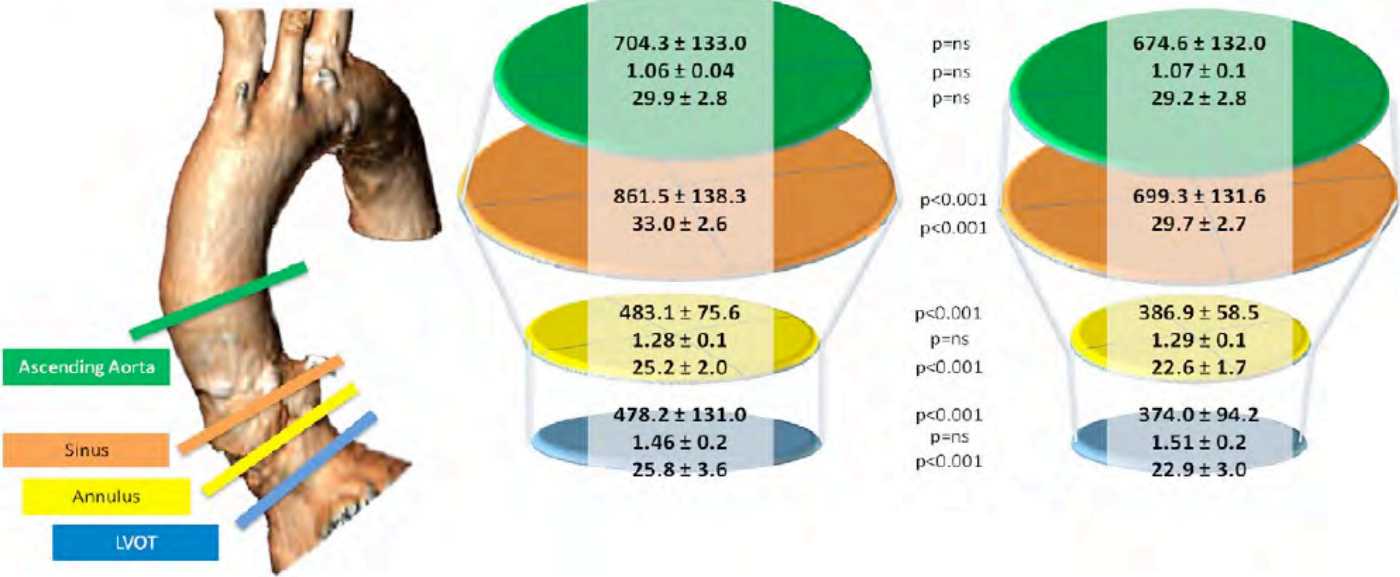 704.3 ± 133.0 p=ns 674.6 ± 132.0
1.06 ± 0.04 p=ns 1.07 ± 0.1
29.9 ± 2.8 p=ns 29.2 ± 2.8
861.5 ± 138.3 p<0.001 699.3 ± 131.6
33.0 ± 2.6 p<0.001 29.7 ± 2.7
483.1 ± 75.6 p<0.001 386.9 ± 58.5
1.28 ± 0.1 p=ns 1.29 ± 0.1
25.2 ± 2.0 p<0.001 22.6 ± 1.7
478.2 ± 131.0 p<0.001 374.0 ± 94.2
1.46 ± 0.2 p=ns 1.51 ± 0.2
25.8 ± 3.6 p<0.001 22.9 ± 3.0
Ascending Aorta
Sinus
Annulus
LVOT